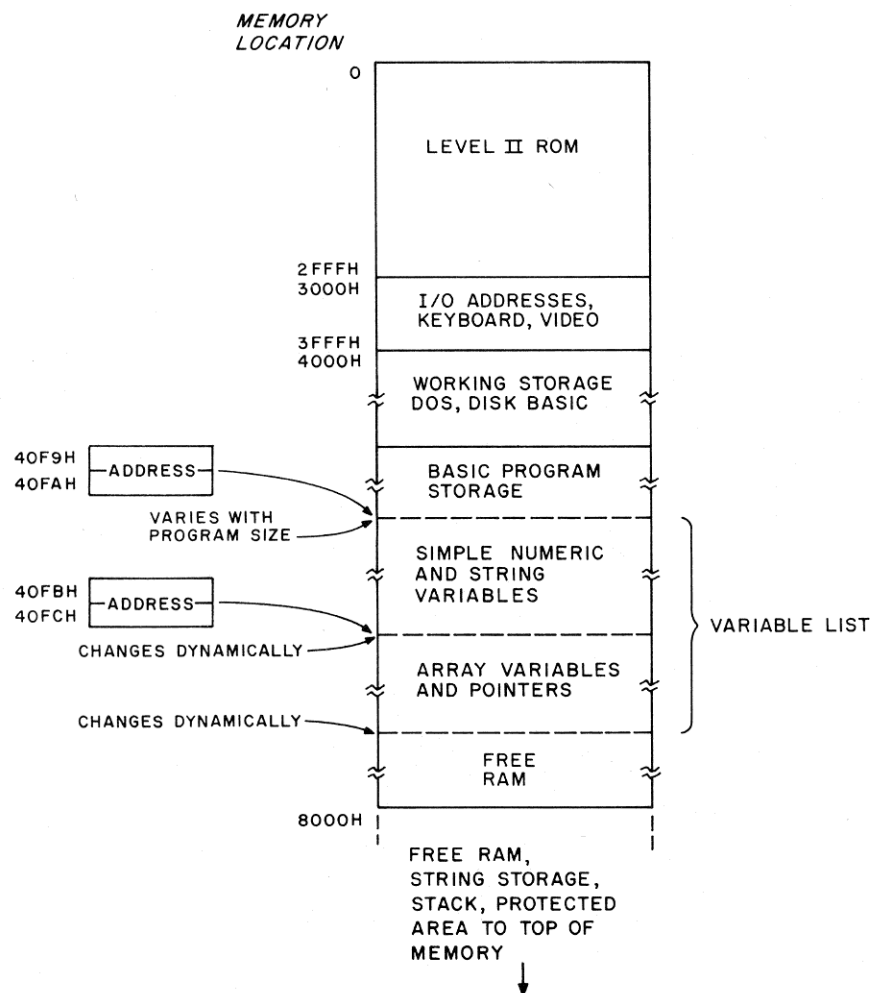 MEMORY
LOCATION
0
LEVEL II ROM
2FFFH
3000H
I/O ADDRESSES,
KEYBOARD, VIDEO
3FFFH
4000H
WORKING STORAGE
DOS, DISK BASIC
40F9H
40FAH
ADDRESS
BASIC PROGRAM
STORAGE
VARIES WITH
PROGRAM SIZE
SIMPLE NUMERIC
AND STRING
VARIABLES
40FBH
40FCH
ADDRESS
VARIABLE LIST
CHANGES DYNAMICALLY
ARRAY VARIABLES
AND POINTERS
CHANGES DYNAMICALLY
FREE
RAM
8000H
FREE RAM,
STRING STORAGE,
STACK, PROTECTED
AREA TO TOP OF
MEMORY